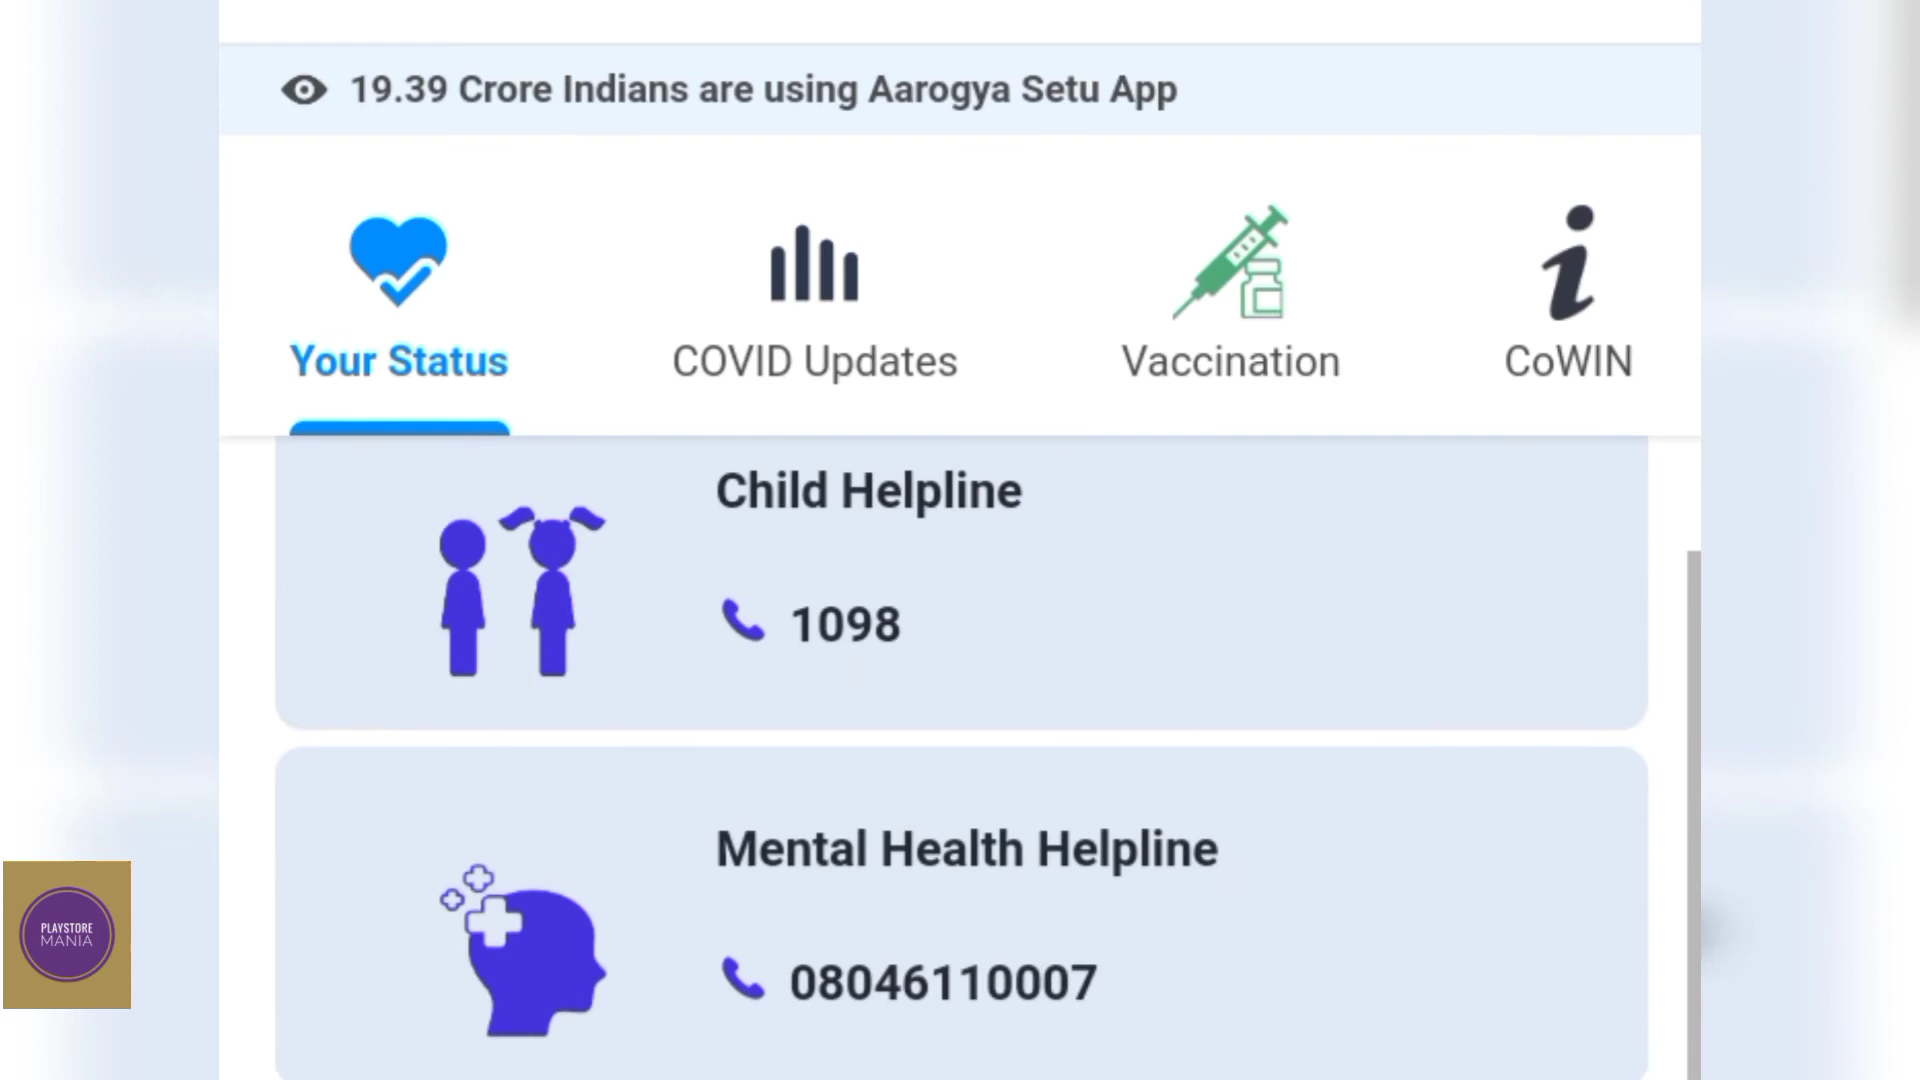 19.39 Crore Indians are using Aarogya Setu App
Your Status
COVID Updates
Vaccination
CoWIN
Child Helpline
1098
Mental Health Helpline
08046110007
PLAYSTORE
MANIA